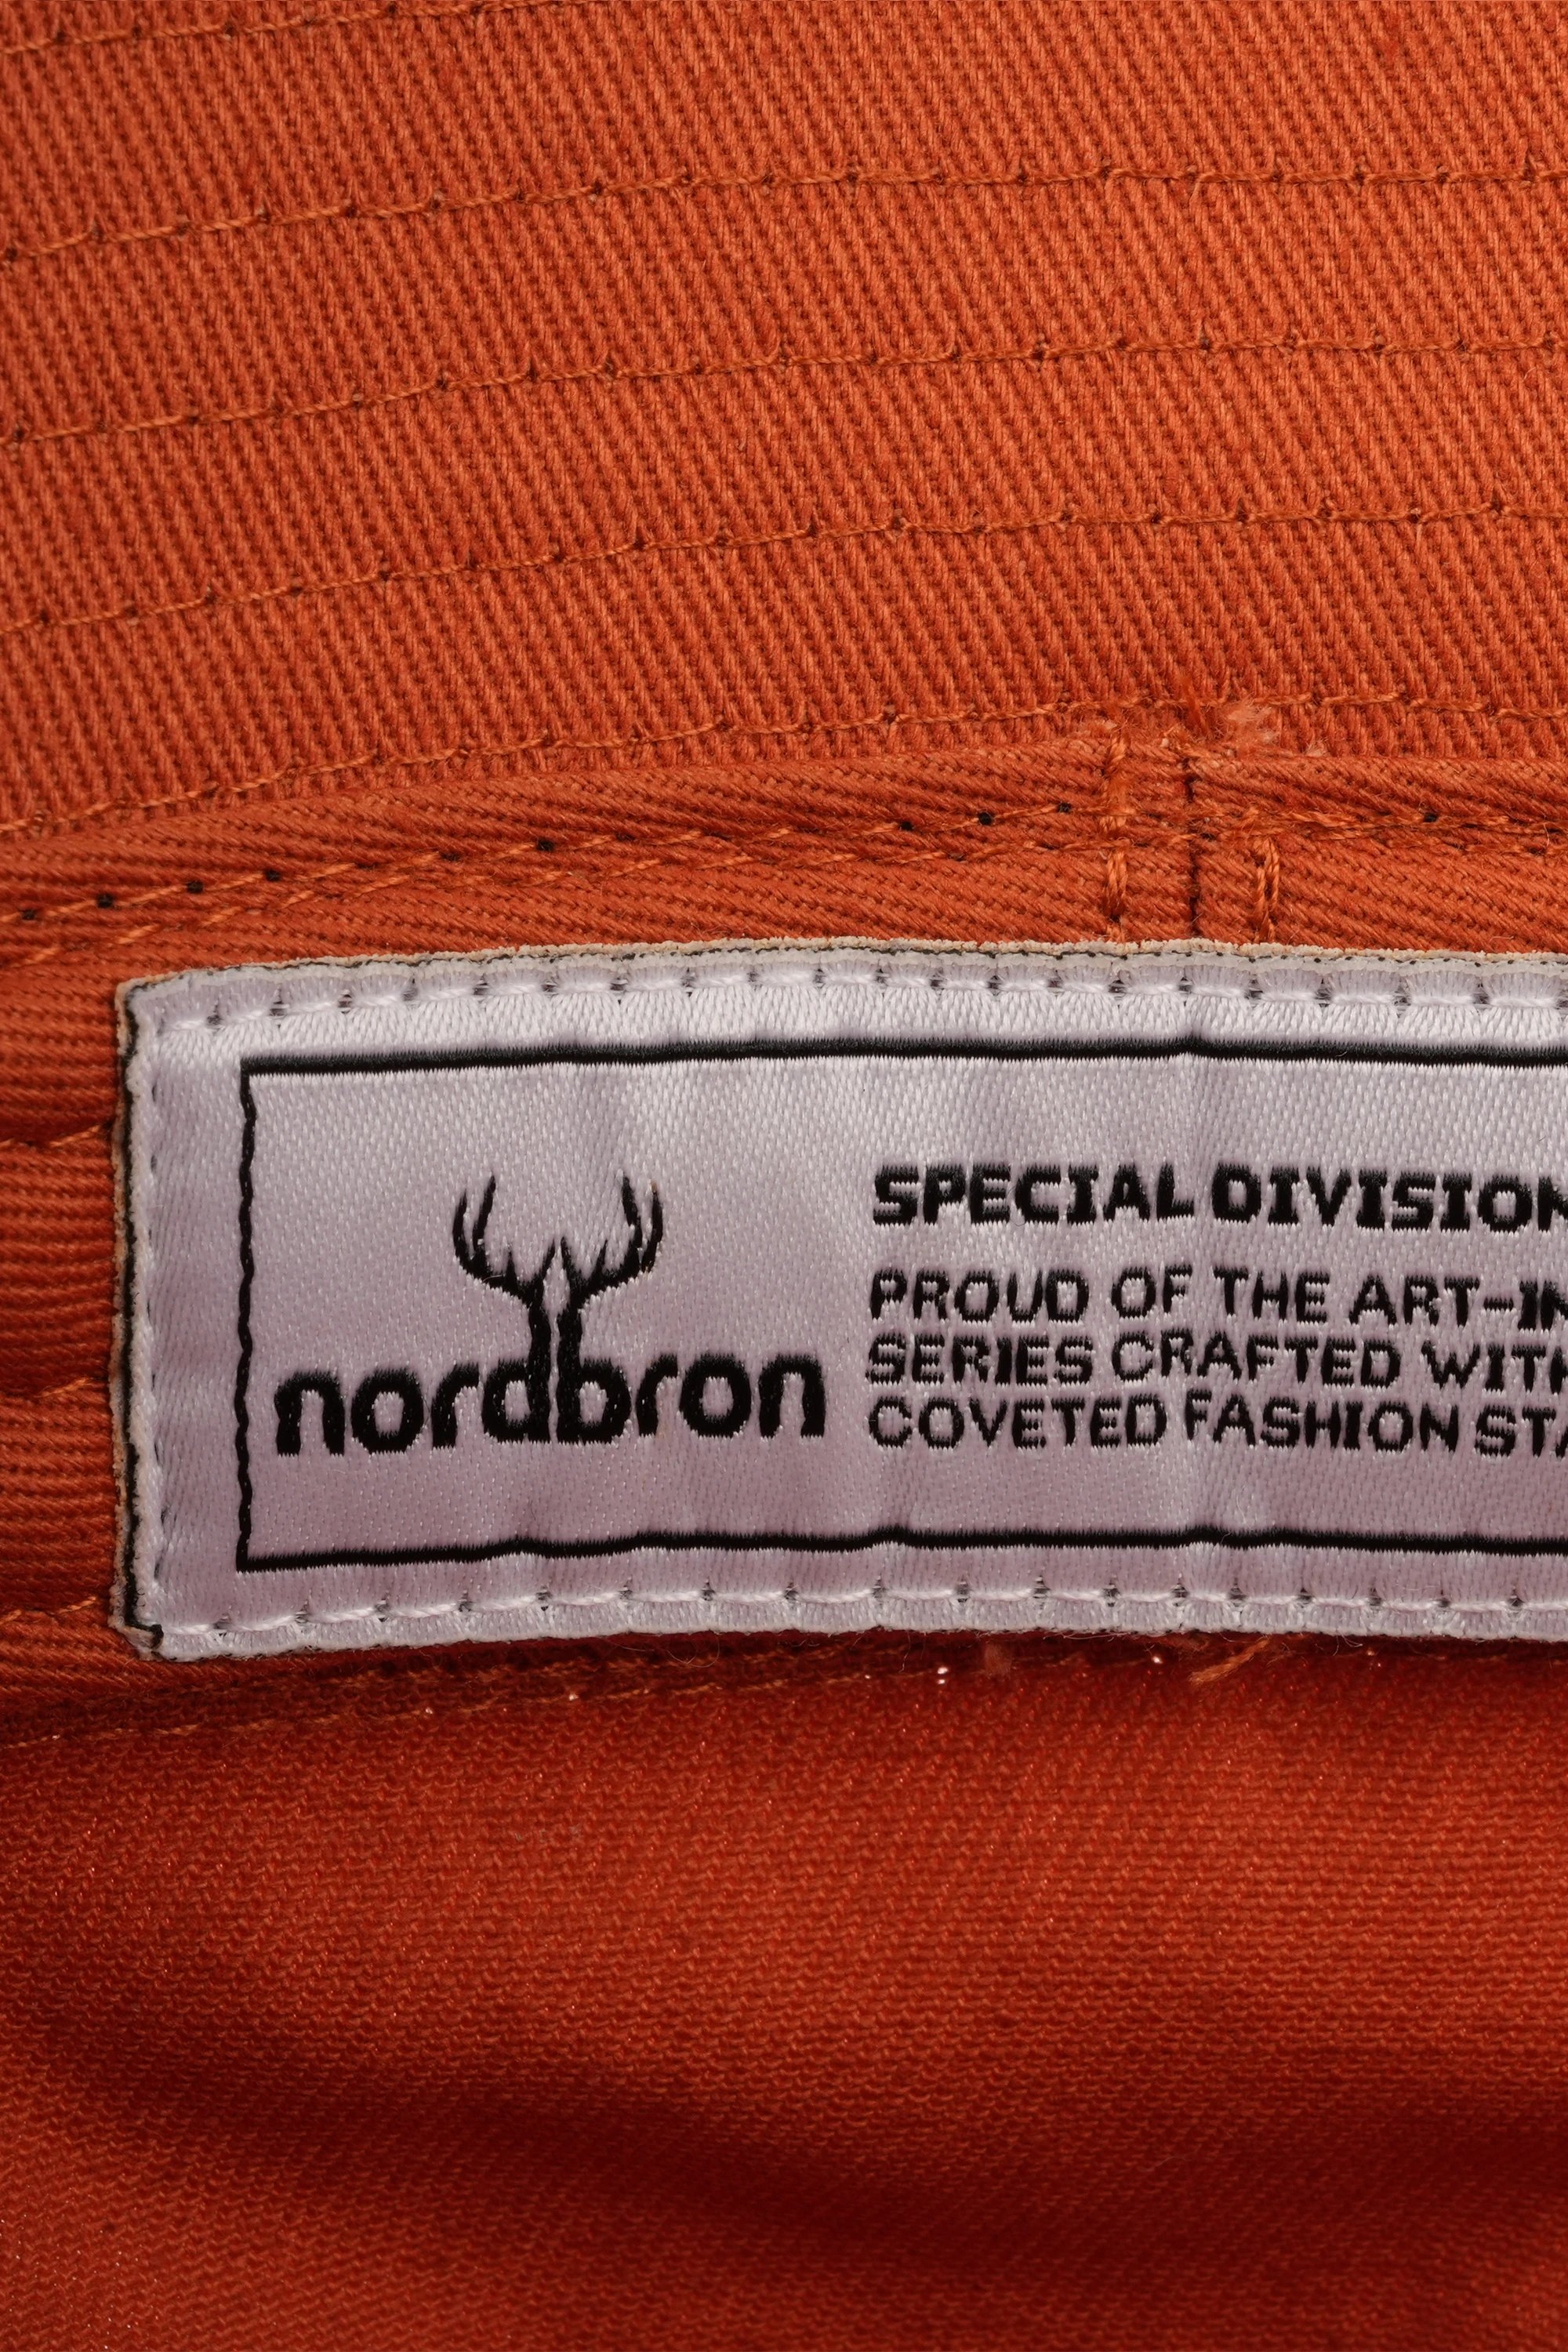 nordbron
SPECIAL DIVISION
PROUD OF THE ART-IN
SERIES CRAFTED WITH
COVETED FASHION STA